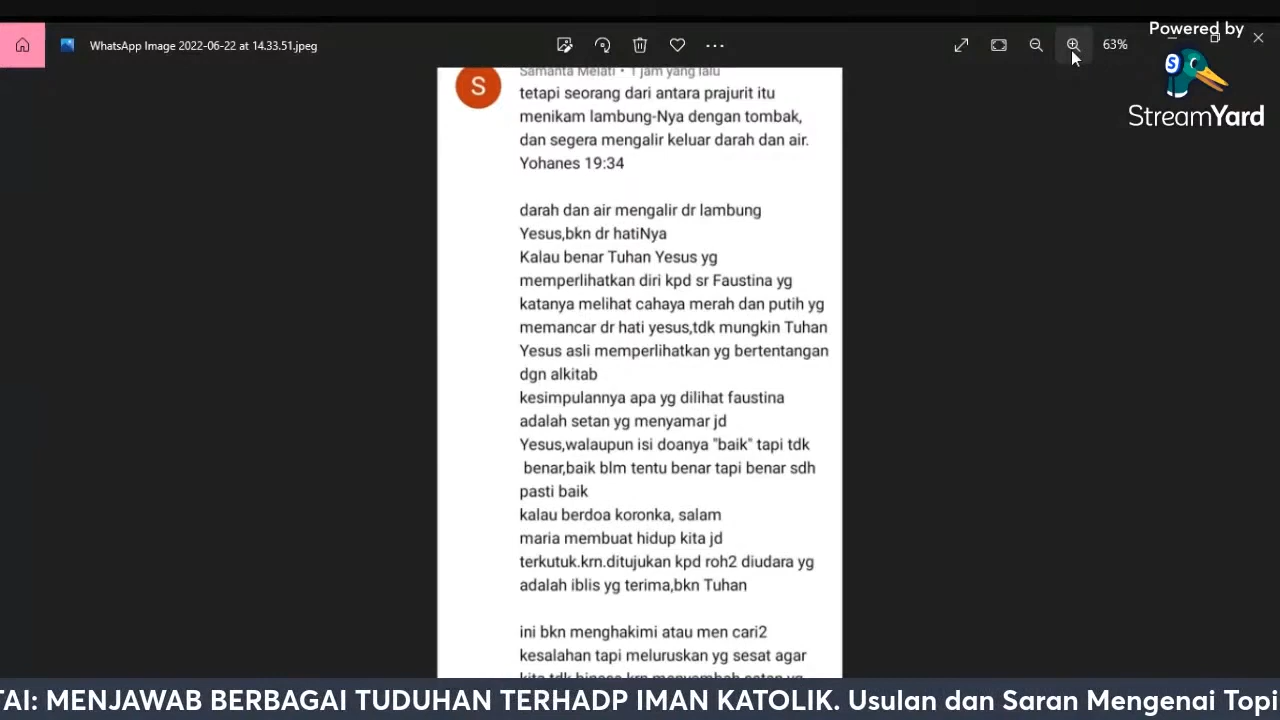 Powered by
StreamYard
WhatsApp Image 2022-06-22 at 14.33.51.jpeg
63%
S
Samanta Melati • 1 jam yang lalu
tetapi seorang dari antara prajurit itu
menikam lambung-Nya dengan tombak,
dan segera mengalir keluar darah dan air.
Yohanes 19:34
darah dan air mengalir dr lambung
Yesus,bkn dr hatiNya
Kalau benar Tuhan Yesus yg
memperlihatkan diri kpd sr Faustina yg
katanya melihat cahaya merah dan putih yg
memancar dr hati yesus,tdk mungkin Tuhan
Yesus asli memperlihatkan yg bertentangan
dgn alkitab
kesimpulannya apa yg dilihat faustina
adalah setan yg menyamar jd
Yesus,walaupun isi doanya "baik" tapi tdk
benar,baik blm tentu benar tapi benar sdh
pasti baik
kalau berdoa koronka, salam
maria membuat hidup kita jd
terkutuk.krn.ditujukan kpd roh2 diudara yg
adalah iblis yg terima,bkn Tuhan
ini bkn menghakimi atau men cari2
kesalahan tapi meluruskan yg sesat agar
TAI: MENJAWAB BERBAGAI TUDUHAN TERHADP IMAN KATOLIK. Usulan dan Saran Mengenai Topi